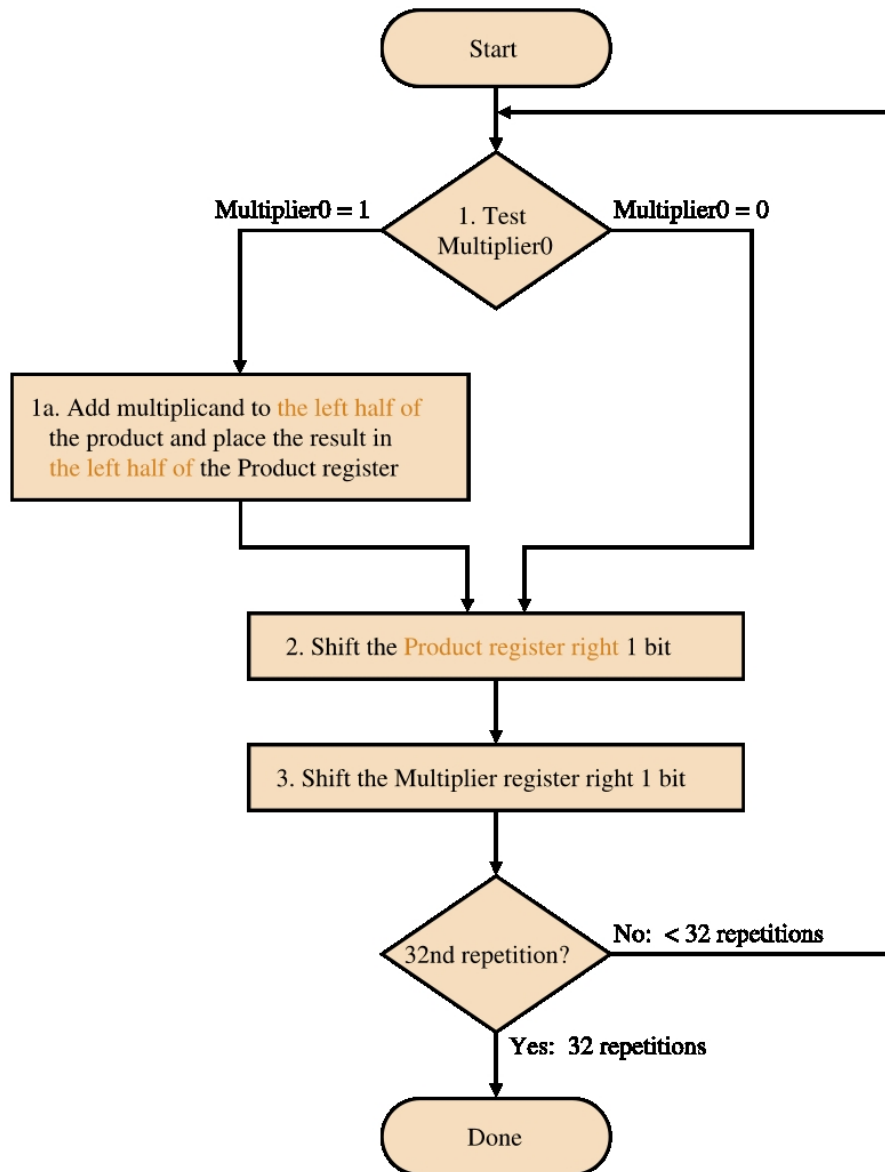 Start
Multiplier0 = 1
1. Test
Multiplier0
Multiplier0 = 0
1a. Add multiplicand to the left half of
the product and place the result in
the left half of the Product register
2. Shift the Product register right 1 bit
3. Shift the Multiplier register right 1 bit
32nd repetition?
No:  < 32 repetitions
Yes:  32 repetitions
Done